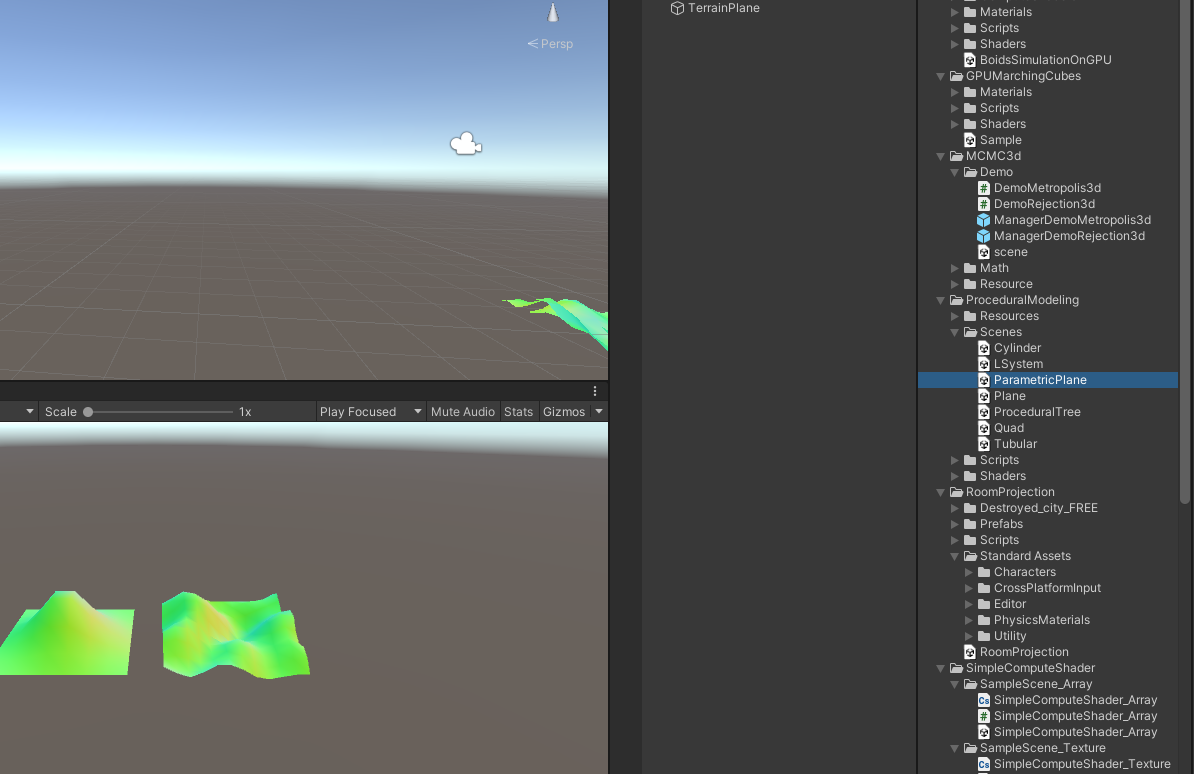 Persp
Scale 1x Play Focused Mute Audio Stats Gizmos
TerrainPlane
Materials
Scripts
Shaders
BoidsSimulationOnGPU
GPUMarchingCubes
Materials
Scripts
Shaders
Sample
MCMC3d
Demo
DemoMetropolis3d
DemoRejection3d
ManagerDemoMetropolis3d
ManagerDemoRejection3d
scene
Math
Resource
ProceduralModeling
Resources
Scenes
Cylinder
LSystem
ParametricPlane
Plane
ProceduralTree
Quad
Tubular
Scripts
Shaders
RoomProjection
Destroyed_city_FREE
Prefabs
Scripts
Standard Assets
Characters
CrossPlatformInput
Editor
PhysicsMaterials
Utility
RoomProjection
SimpleComputeShader
SampleScene_Array
SimpleComputeShader_Array
SimpleComputeShader_Array
SimpleComputeShader_Array
SampleScene_Texture
SimpleComputeShader_Texture